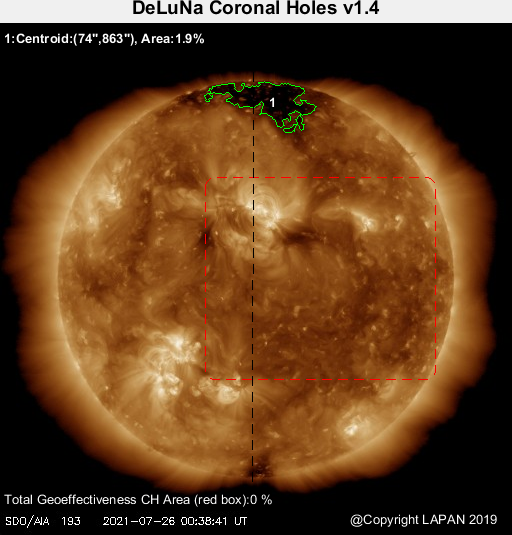 DeLuNa Coronal Holes v1.4
1:Centroid:(74",863"), Area:1.9%
1
Total Geoeffectiveness CH Area (red box):0 %
SDO/AIA 193 2021-07-26 00:38:41 UT
@Copyright LAPAN 2019